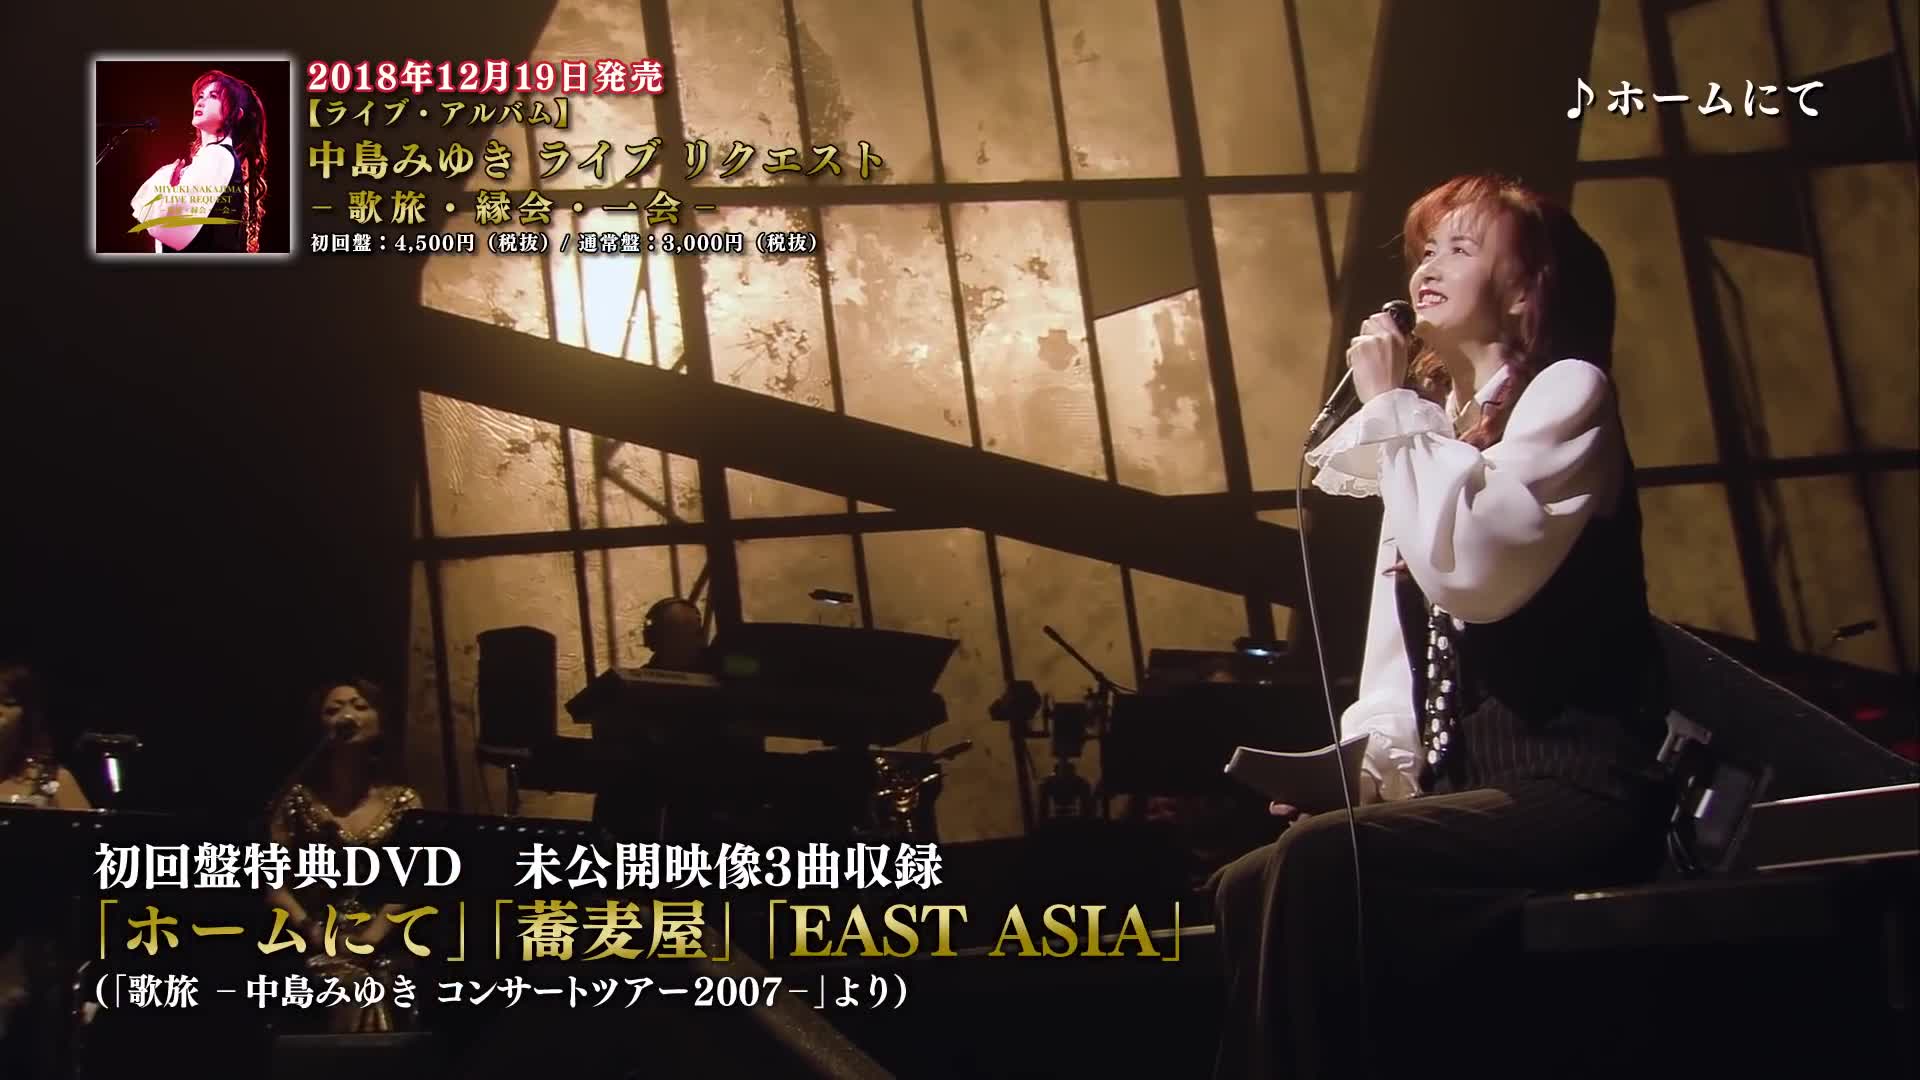 2018年12月19日発売
【ライブ・アルバム】
中島みゆき ライブ リクエスト
－歌旅・縁会・一会－
初回盤：4,500円（税抜）/ 通常盤：3,000円（税抜）
MIYUKI NAKAJIMA
LIVE REQUEST
－歌旅・縁会・一会－
♪ホームにて
初回盤特典DVD　未公開映像3曲収録
「ホームにて」「蕎麦屋」「EAST ASIA」
（「歌旅 －中島みゆき コンサートツアー2007－」より）